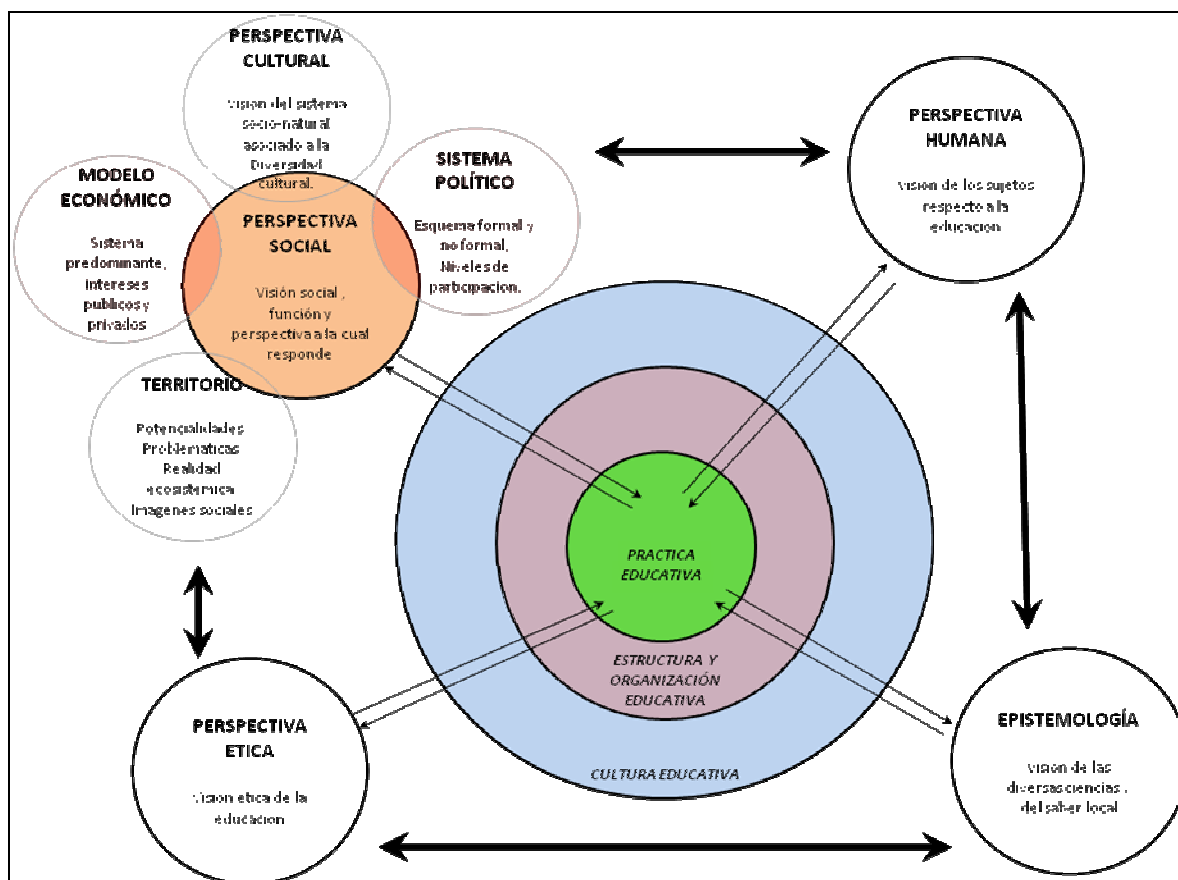 PERSPECTIVA
CULTURAL
Vision del sistema
socio-natural
asociado a la
Diversidad
cultural.
MODELO
ECONÓMICO
Sistema
predominante,
intereses
publicos y
privados
SISTEMA
POLÍTICO
Esquema formal y
no formal,
Niveles de
participacion.
PERSPECTIVA
SOCIAL
Visión social ,
función y
perspectiva a la cual
responde
TERRITORIO
Potencialidades
Problematicas
Realidad
ecosistemica
Imagenes sociales
PERSPECTIVA
HUMANA
Vision de los sujetos
respecto a la
educacion
PRACTICA
EDUCATIVA
ESTRUCTURA Y
ORGANIZACIÓN
EDUCATIVA
CULTURA EDUCATIVA
PERSPECTIVA
ETICA
Vision etica de la
educacion
EPISTEMOLOGÍA
Vision de las
diversas ciencias ,
del saber local